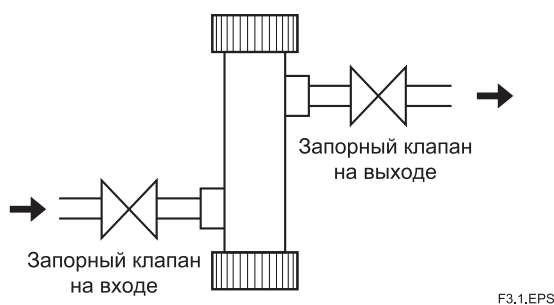 Запорный клапан
на выходе
Запорный клапан
на входе
F3.1.EPS